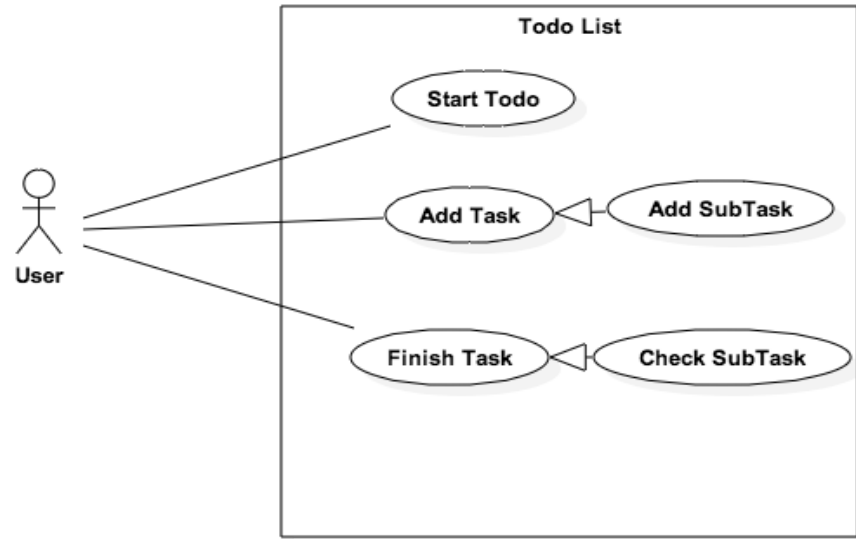 Todo List
Start Todo
Add Task
Add SubTask
User
Finish Task
Check SubTask